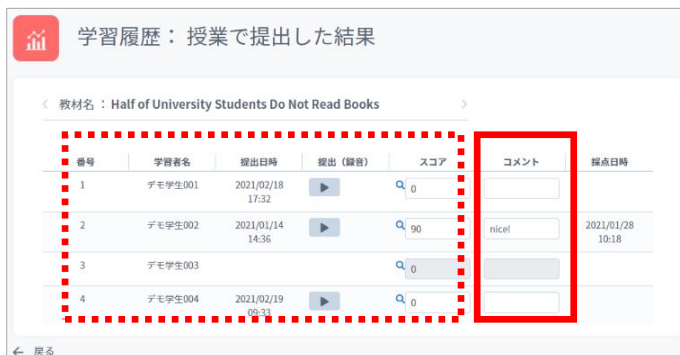 学習履歴： 授業で提出した結果
教材名 ： Half of University Students Do Not Read Books
番号 学習者名 提出日時 提出（録音） スコア コメント 採点日時
1 デモ学生001 2021/02/18 17:32 0
2 デモ学生002 2021/01/14 14:36 90 nice! 2021/01/28 10:18
3 デモ学生003 0
4 デモ学生004 2021/02/19 09:33 0
← 戻る